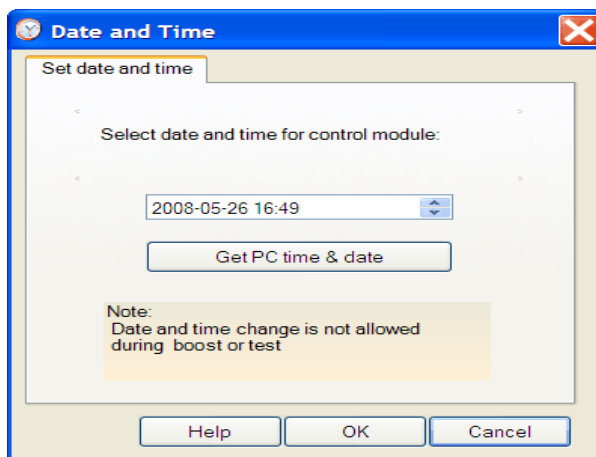 Date and Time
Set date and time
Select date and time for control module:
2008-05-26 16:49
Get PC time & date
Note:
Date and time change is not allowed
during boost or test
Help
OK
Cancel